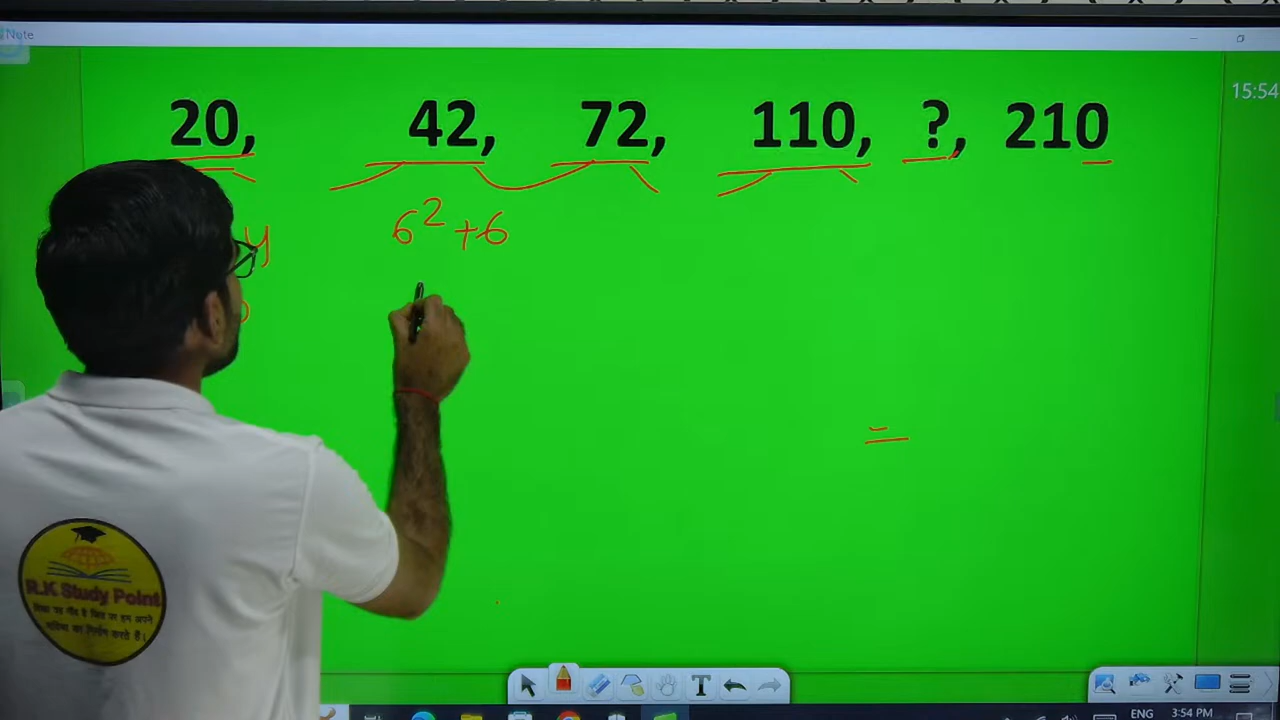 Note
15:54
20, 42, 72, 110, ?, 210
6² + 6
y
=
R.K Study Point
T
ENG 3:54 PM